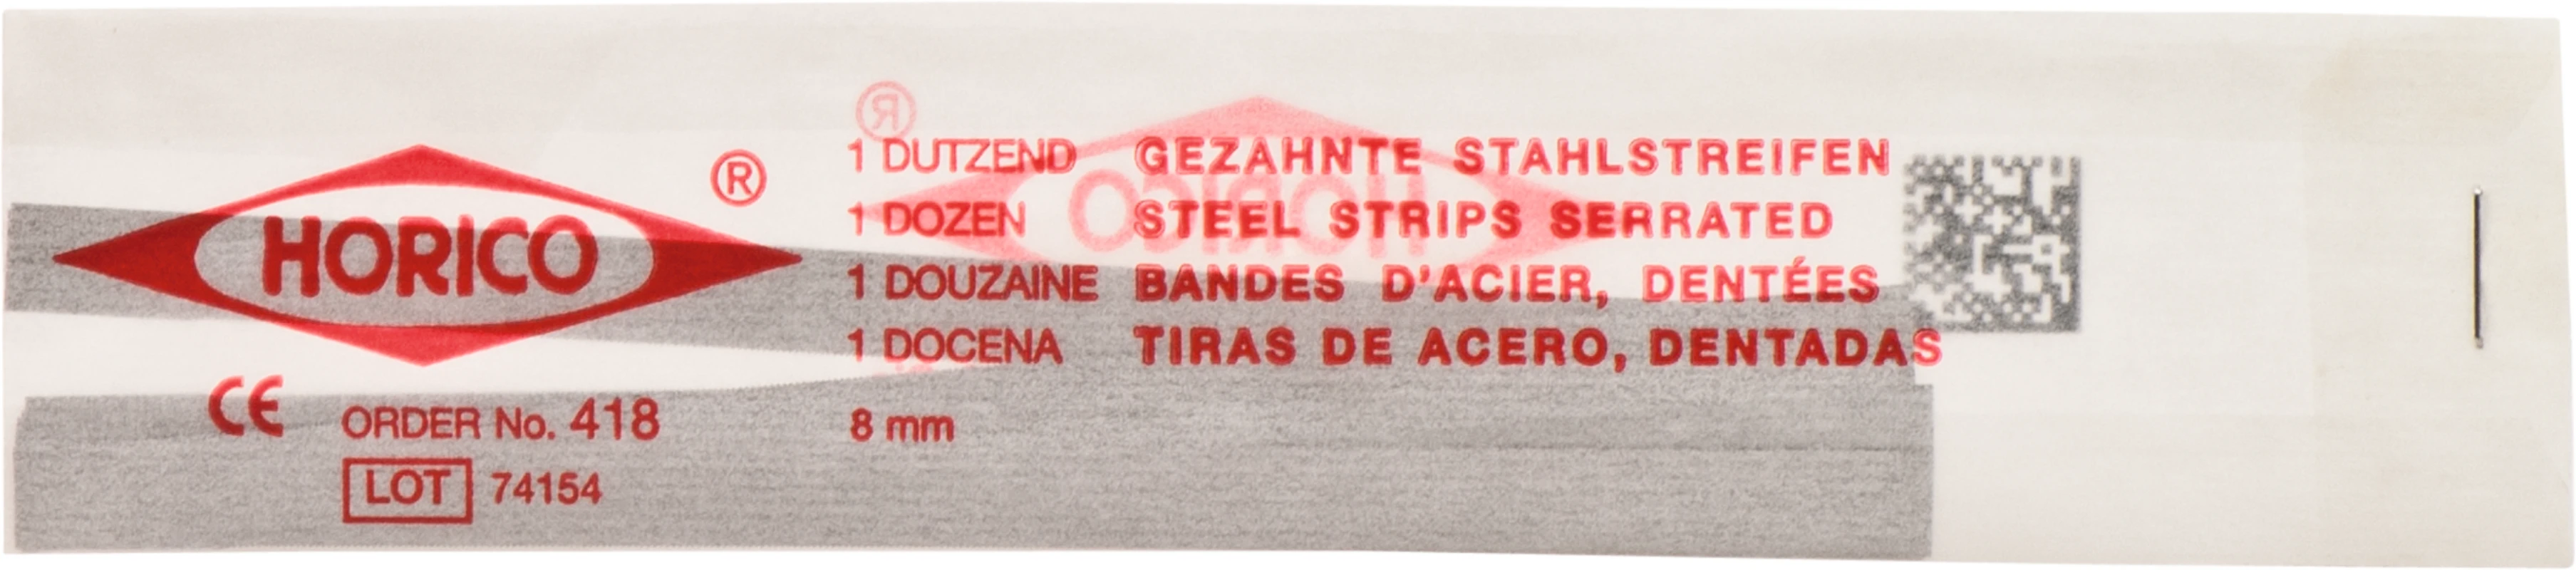 HORICO ®
1 DUTZEND GEZAHNTE STAHLSTREIFEN
1 DOZEN STEEL STRIPS SERRATED
1 DOUZAINE BANDES D'ACIER, DENTÉES
1 DOCENA TIRAS DE ACERO, DENTADAS
CE ORDER No. 418 8 mm
LOT 74154
HORICO ®